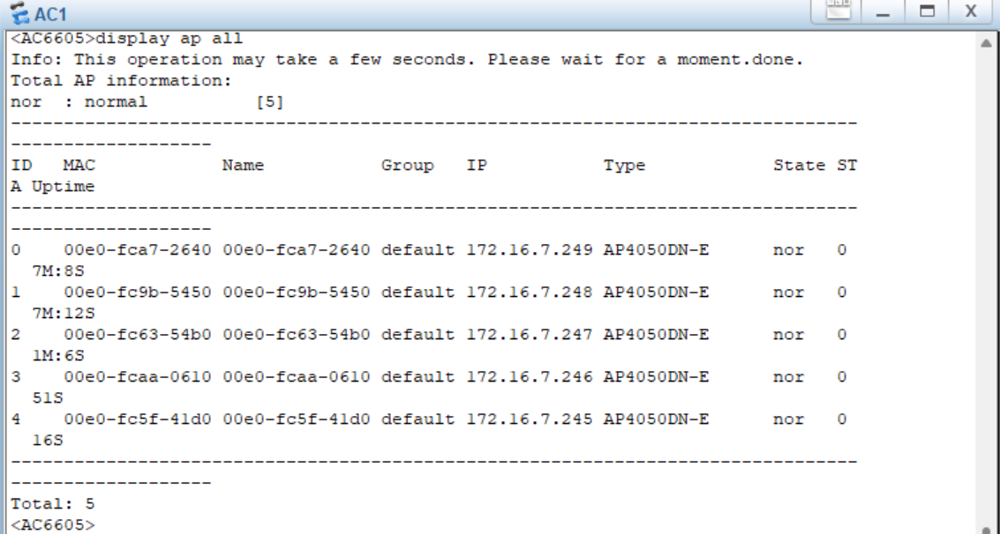 AC1
<AC6605>display ap all
Info: This operation may take a few seconds. Please wait for a moment.done.
Total AP information:
nor  : normal          [5]
--------------------------------------------------------------------------------
-------------------
ID   MAC            Name           Group   IP           Type            State ST
A Uptime
--------------------------------------------------------------------------------
-------------------
0    00e0-fca7-2640 00e0-fca7-2640 default 172.16.7.249 AP4050DN-E      nor   0
  7M:8S
1    00e0-fc9b-5450 00e0-fc9b-5450 default 172.16.7.248 AP4050DN-E      nor   0
  7M:12S
2    00e0-fc63-54b0 00e0-fc63-54b0 default 172.16.7.247 AP4050DN-E      nor   0
  1M:6S
3    00e0-fcaa-0610 00e0-fcaa-0610 default 172.16.7.246 AP4050DN-E      nor   0
  51S
4    00e0-fc5f-41d0 00e0-fc5f-41d0 default 172.16.7.245 AP4050DN-E      nor   0
  16S
--------------------------------------------------------------------------------
-------------------
Total: 5
<AC6605>